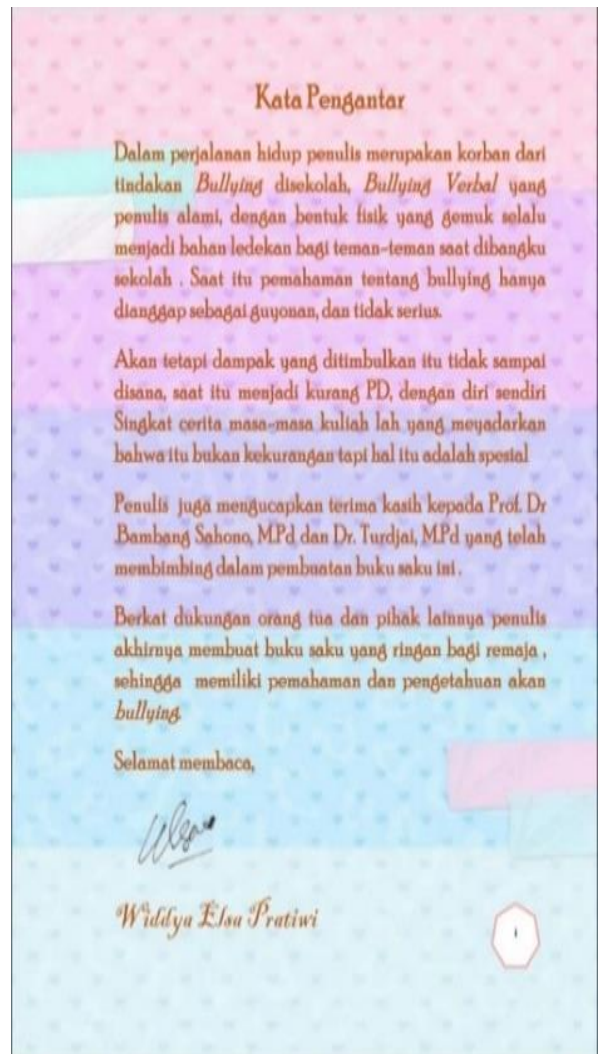 Kata Pengantar
Dalam perjalanan hidup penulis merupakan korban dari
tindakan Bullying disekolah, Bullying Verbal yang
penulis alami, dengan bentuk fisik yang gemuk selalu
menjadi bahan ledekan bagi teman-teman saat dibangku
sekolah . Saat itu pemahaman tentang bullying hanya
dianggap sebagai guyonan, dan tidak serius.
Akan tetapi dampak yang ditimbulkan itu tidak sampai
disana, saat itu menjadi kurang PD, dengan diri sendiri
Singkat cerita masa-masa kuliah lah yang meyadarkan
bahwa itu bukan kekurangan tapi hal itu adalah spesial
Penulis juga mengucapkan terima kasih kepada Prof. Dr
Bambang Sahono, M.Pd dan Dr. Turdjai, M.Pd yang telah
membimbing dalam pembuatan buku saku ini .
Berkat dukungan orang tua dan pihak lainnya penulis
akhirnya membuat buku saku yang ringan bagi remaja ,
sehingga memiliki pemahaman dan pengetahuan akan
bullying.
Selamat membaca,
Widdya Elsa Pratiwi
i